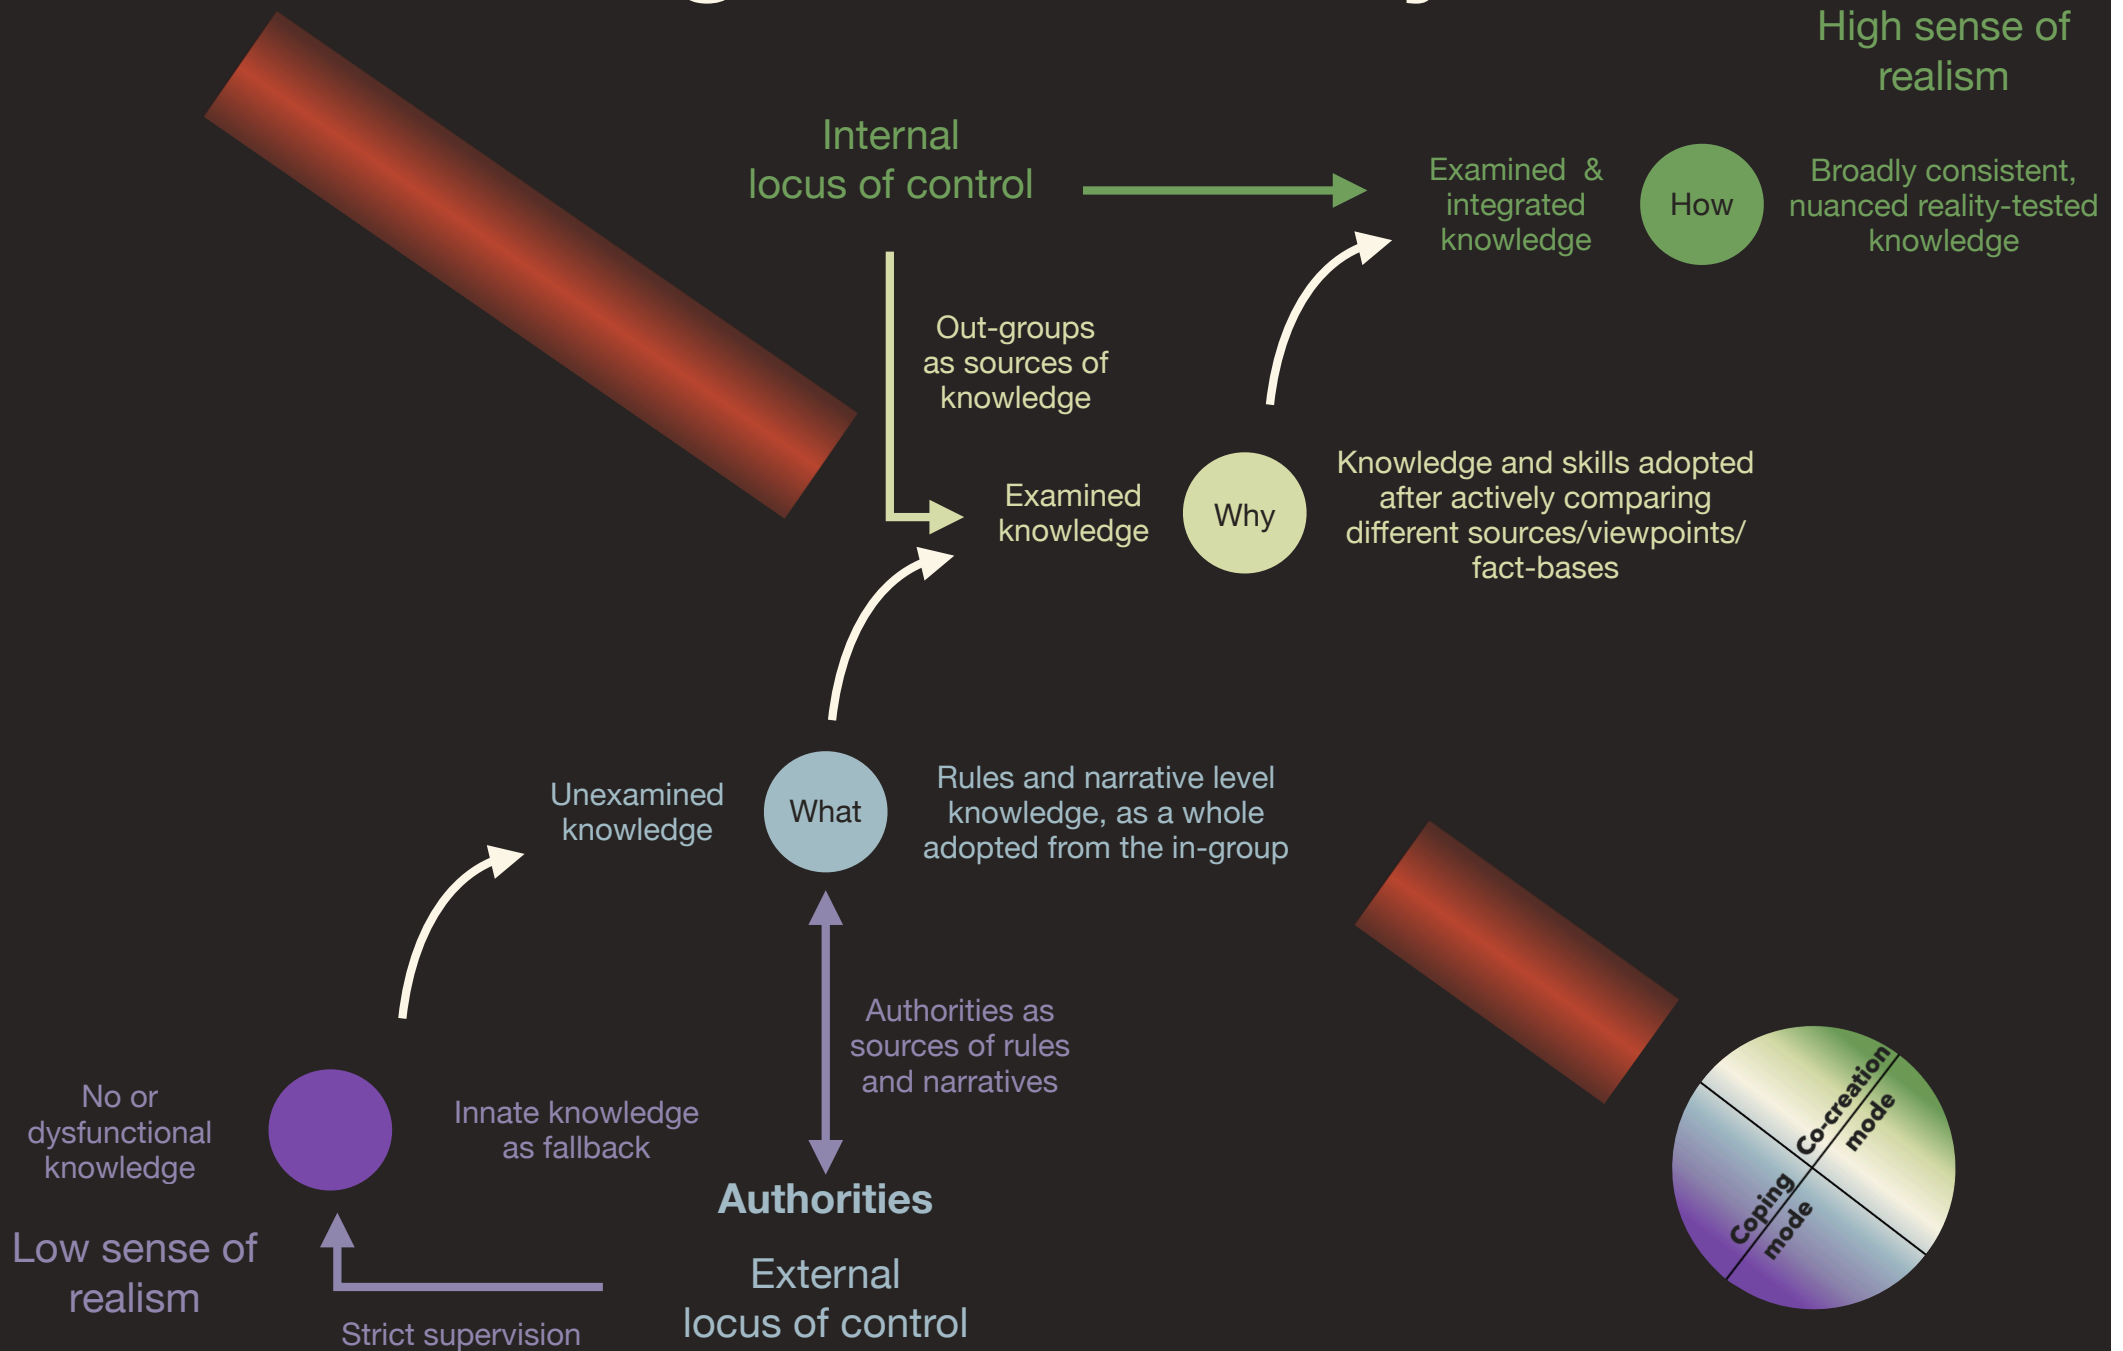 High sense of
realism
Internal
locus of control
Examined & 
integrated
knowledge
How
Broadly consistent,
nuanced reality-tested
knowledge
Out-groups
as sources of
knowledge
Examined
knowledge
Why
Knowledge and skills adopted
after actively comparing
different sources/viewpoints/
fact-bases
Unexamined
knowledge
What
Rules and narrative level
knowledge, as a whole
adopted from the in-group
Authorities as
sources of rules
and narratives
No or
dysfunctional
knowledge
Innate knowledge
as fallback
Authorities
Low sense of
realism
External
locus of control
Strict supervision
Co-creation
mode
Coping
mode